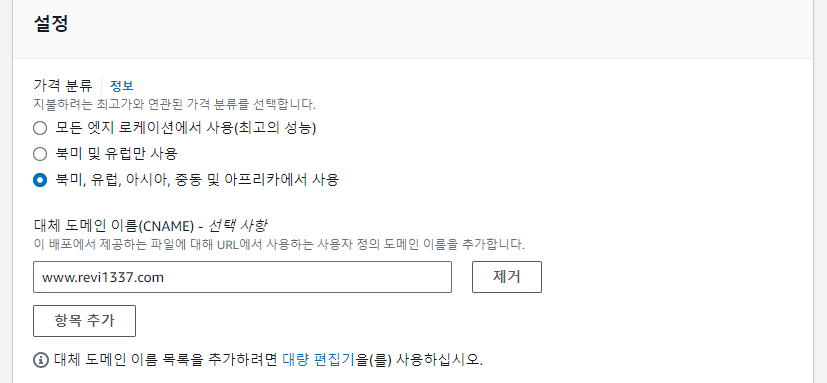 설정
가격 분류 정보
지불하려는 최고가와 연관된 가격 분류를 선택합니다.
모든 엣지 로케이션에서 사용(최고의 성능)
북미 및 유럽만 사용
북미, 유럽, 아시아, 중동 및 아프리카에서 사용
대체 도메인 이름(CNAME) - 선택 사항
이 배포에서 제공하는 파일에 대해 URL에서 사용하는 사용자 정의 도메인 이름을 추가합니다.
www.revi1337.com 제거
항목 추가
대체 도메인 이름 목록을 추가하려면 대량 편집기을(를) 사용하십시오.